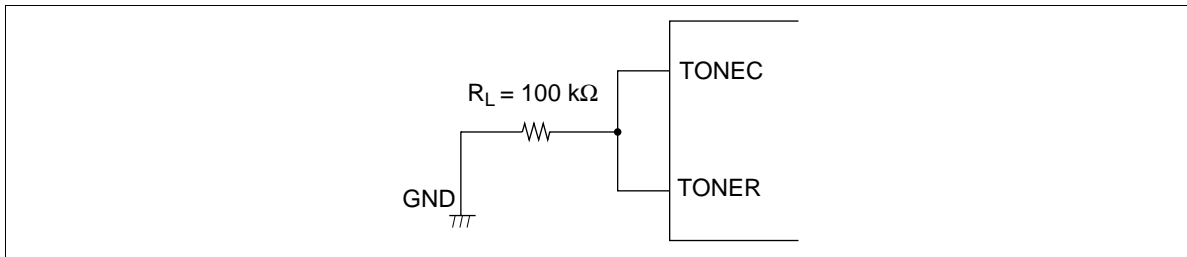 TONEC
R_L = 100 kΩ
TONER
GND